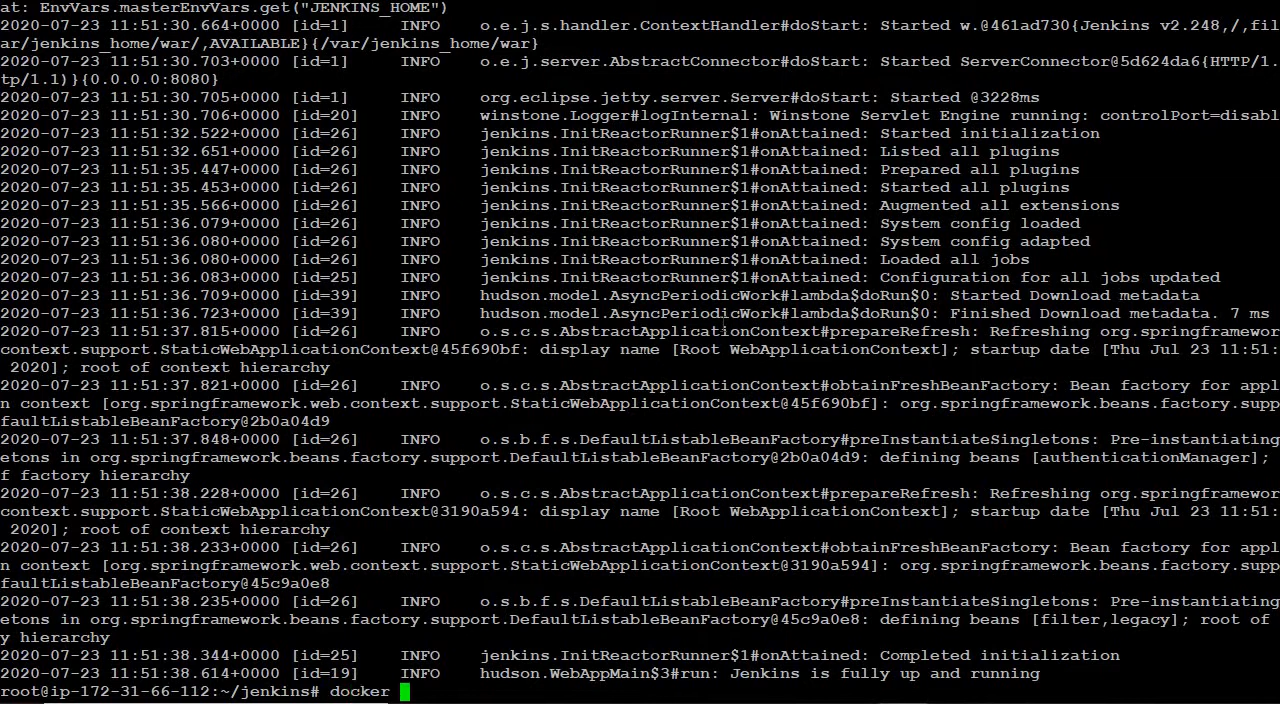 at: EnvVars.masterEnvVars.get("JENKINS_HOME")
2020-07-23 11:51:30.664+0000 [id=1]     INFO    o.e.j.s.handler.ContextHandler#doStart: Started w.@461ad730{Jenkins v2.248,/,fil
ar/jenkins_home/war/,AVAILABLE}{/var/jenkins_home/war}
2020-07-23 11:51:30.703+0000 [id=1]     INFO    o.e.j.server.AbstractConnector#doStart: Started ServerConnector@5d624da6{HTTP/1.
tp/1.1)}{0.0.0.0:8080}
2020-07-23 11:51:30.705+0000 [id=1]     INFO    org.eclipse.jetty.server.Server#doStart: Started @3228ms
2020-07-23 11:51:30.706+0000 [id=20]    INFO    winstone.Logger#logInternal: Winstone Servlet Engine running: controlPort=disabl
2020-07-23 11:51:32.522+0000 [id=26]    INFO    jenkins.InitReactorRunner$1#onAttained: Started initialization
2020-07-23 11:51:32.651+0000 [id=26]    INFO    jenkins.InitReactorRunner$1#onAttained: Listed all plugins
2020-07-23 11:51:35.447+0000 [id=26]    INFO    jenkins.InitReactorRunner$1#onAttained: Prepared all plugins
2020-07-23 11:51:35.453+0000 [id=26]    INFO    jenkins.InitReactorRunner$1#onAttained: Started all plugins
2020-07-23 11:51:35.566+0000 [id=26]    INFO    jenkins.InitReactorRunner$1#onAttained: Augmented all extensions
2020-07-23 11:51:36.079+0000 [id=26]    INFO    jenkins.InitReactorRunner$1#onAttained: System config loaded
2020-07-23 11:51:36.080+0000 [id=26]    INFO    jenkins.InitReactorRunner$1#onAttained: System config adapted
2020-07-23 11:51:36.080+0000 [id=26]    INFO    jenkins.InitReactorRunner$1#onAttained: Loaded all jobs
2020-07-23 11:51:36.083+0000 [id=25]    INFO    jenkins.InitReactorRunner$1#onAttained: Configuration for all jobs updated
2020-07-23 11:51:36.709+0000 [id=39]    INFO    hudson.model.AsyncPeriodicWork#lambda$doRun$0: Started Download metadata
2020-07-23 11:51:36.723+0000 [id=39]    INFO    hudson.model.AsyncPeriodicWork#lambda$doRun$0: Finished Download metadata. 7 ms
2020-07-23 11:51:37.815+0000 [id=26]    INFO    o.s.c.s.AbstractApplicationContext#prepareRefresh: Refreshing org.springframewor
context.support.StaticWebApplicationContext@45f690bf: display name [Root WebApplicationContext]; startup date [Thu Jul 23 11:51:
 2020]; root of context hierarchy
2020-07-23 11:51:37.821+0000 [id=26]    INFO    o.s.c.s.AbstractApplicationContext#obtainFreshBeanFactory: Bean factory for appl
n context [org.springframework.web.context.support.StaticWebApplicationContext@45f690bf]: org.springframework.beans.factory.supp
faultListableBeanFactory@2b0a04d9
2020-07-23 11:51:37.848+0000 [id=26]    INFO    o.s.b.f.s.DefaultListableBeanFactory#preInstantiateSingletons: Pre-instantiating
etons in org.springframework.beans.factory.support.DefaultListableBeanFactory@2b0a04d9: defining beans [authenticationManager];
f factory hierarchy
2020-07-23 11:51:38.228+0000 [id=26]    INFO    o.s.c.s.AbstractApplicationContext#prepareRefresh: Refreshing org.springframewor
context.support.StaticWebApplicationContext@3190a594: display name [Root WebApplicationContext]; startup date [Thu Jul 23 11:51:
 2020]; root of context hierarchy
2020-07-23 11:51:38.233+0000 [id=26]    INFO    o.s.c.s.AbstractApplicationContext#obtainFreshBeanFactory: Bean factory for appl
n context [org.springframework.web.context.support.StaticWebApplicationContext@3190a594]: org.springframework.beans.factory.supp
faultListableBeanFactory@45c9a0e8
2020-07-23 11:51:38.235+0000 [id=26]    INFO    o.s.b.f.s.DefaultListableBeanFactory#preInstantiateSingletons: Pre-instantiating
etons in org.springframework.beans.factory.support.DefaultListableBeanFactory@45c9a0e8: defining beans [filter,legacy]; root of
y hierarchy
2020-07-23 11:51:38.344+0000 [id=25]    INFO    jenkins.InitReactorRunner$1#onAttained: Completed initialization
2020-07-23 11:51:38.614+0000 [id=19]    INFO    hudson.WebAppMain$3#run: Jenkins is fully up and running
root@ip-172-31-66-112:~/jenkins# docker